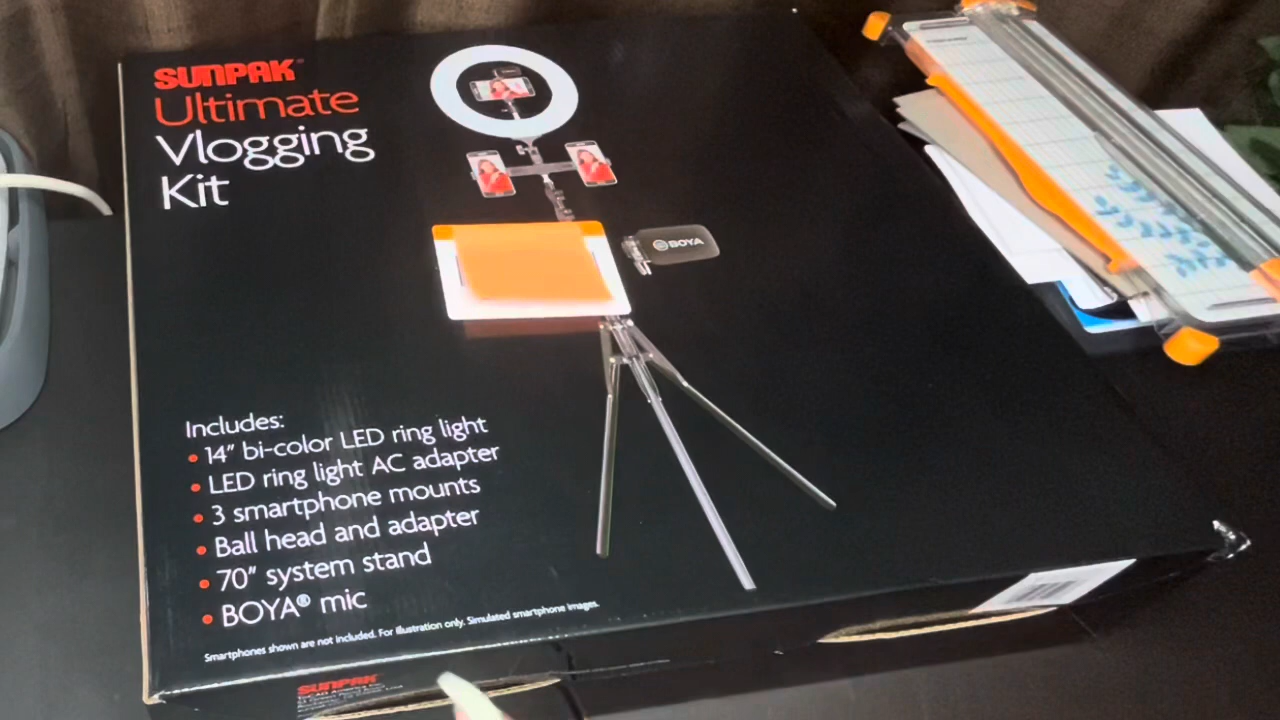 SUNPAK
Ultimate
Vlogging
Kit
BOYA
Includes:
• 14" bi-color LED ring light
• LED ring light AC adapter
• 3 smartphone mounts
• Ball head and adapter
• 70" system stand
• BOYA® mic
Smartphones shown are not included. For illustration only. Simulated smartphone images.
SUNPAK